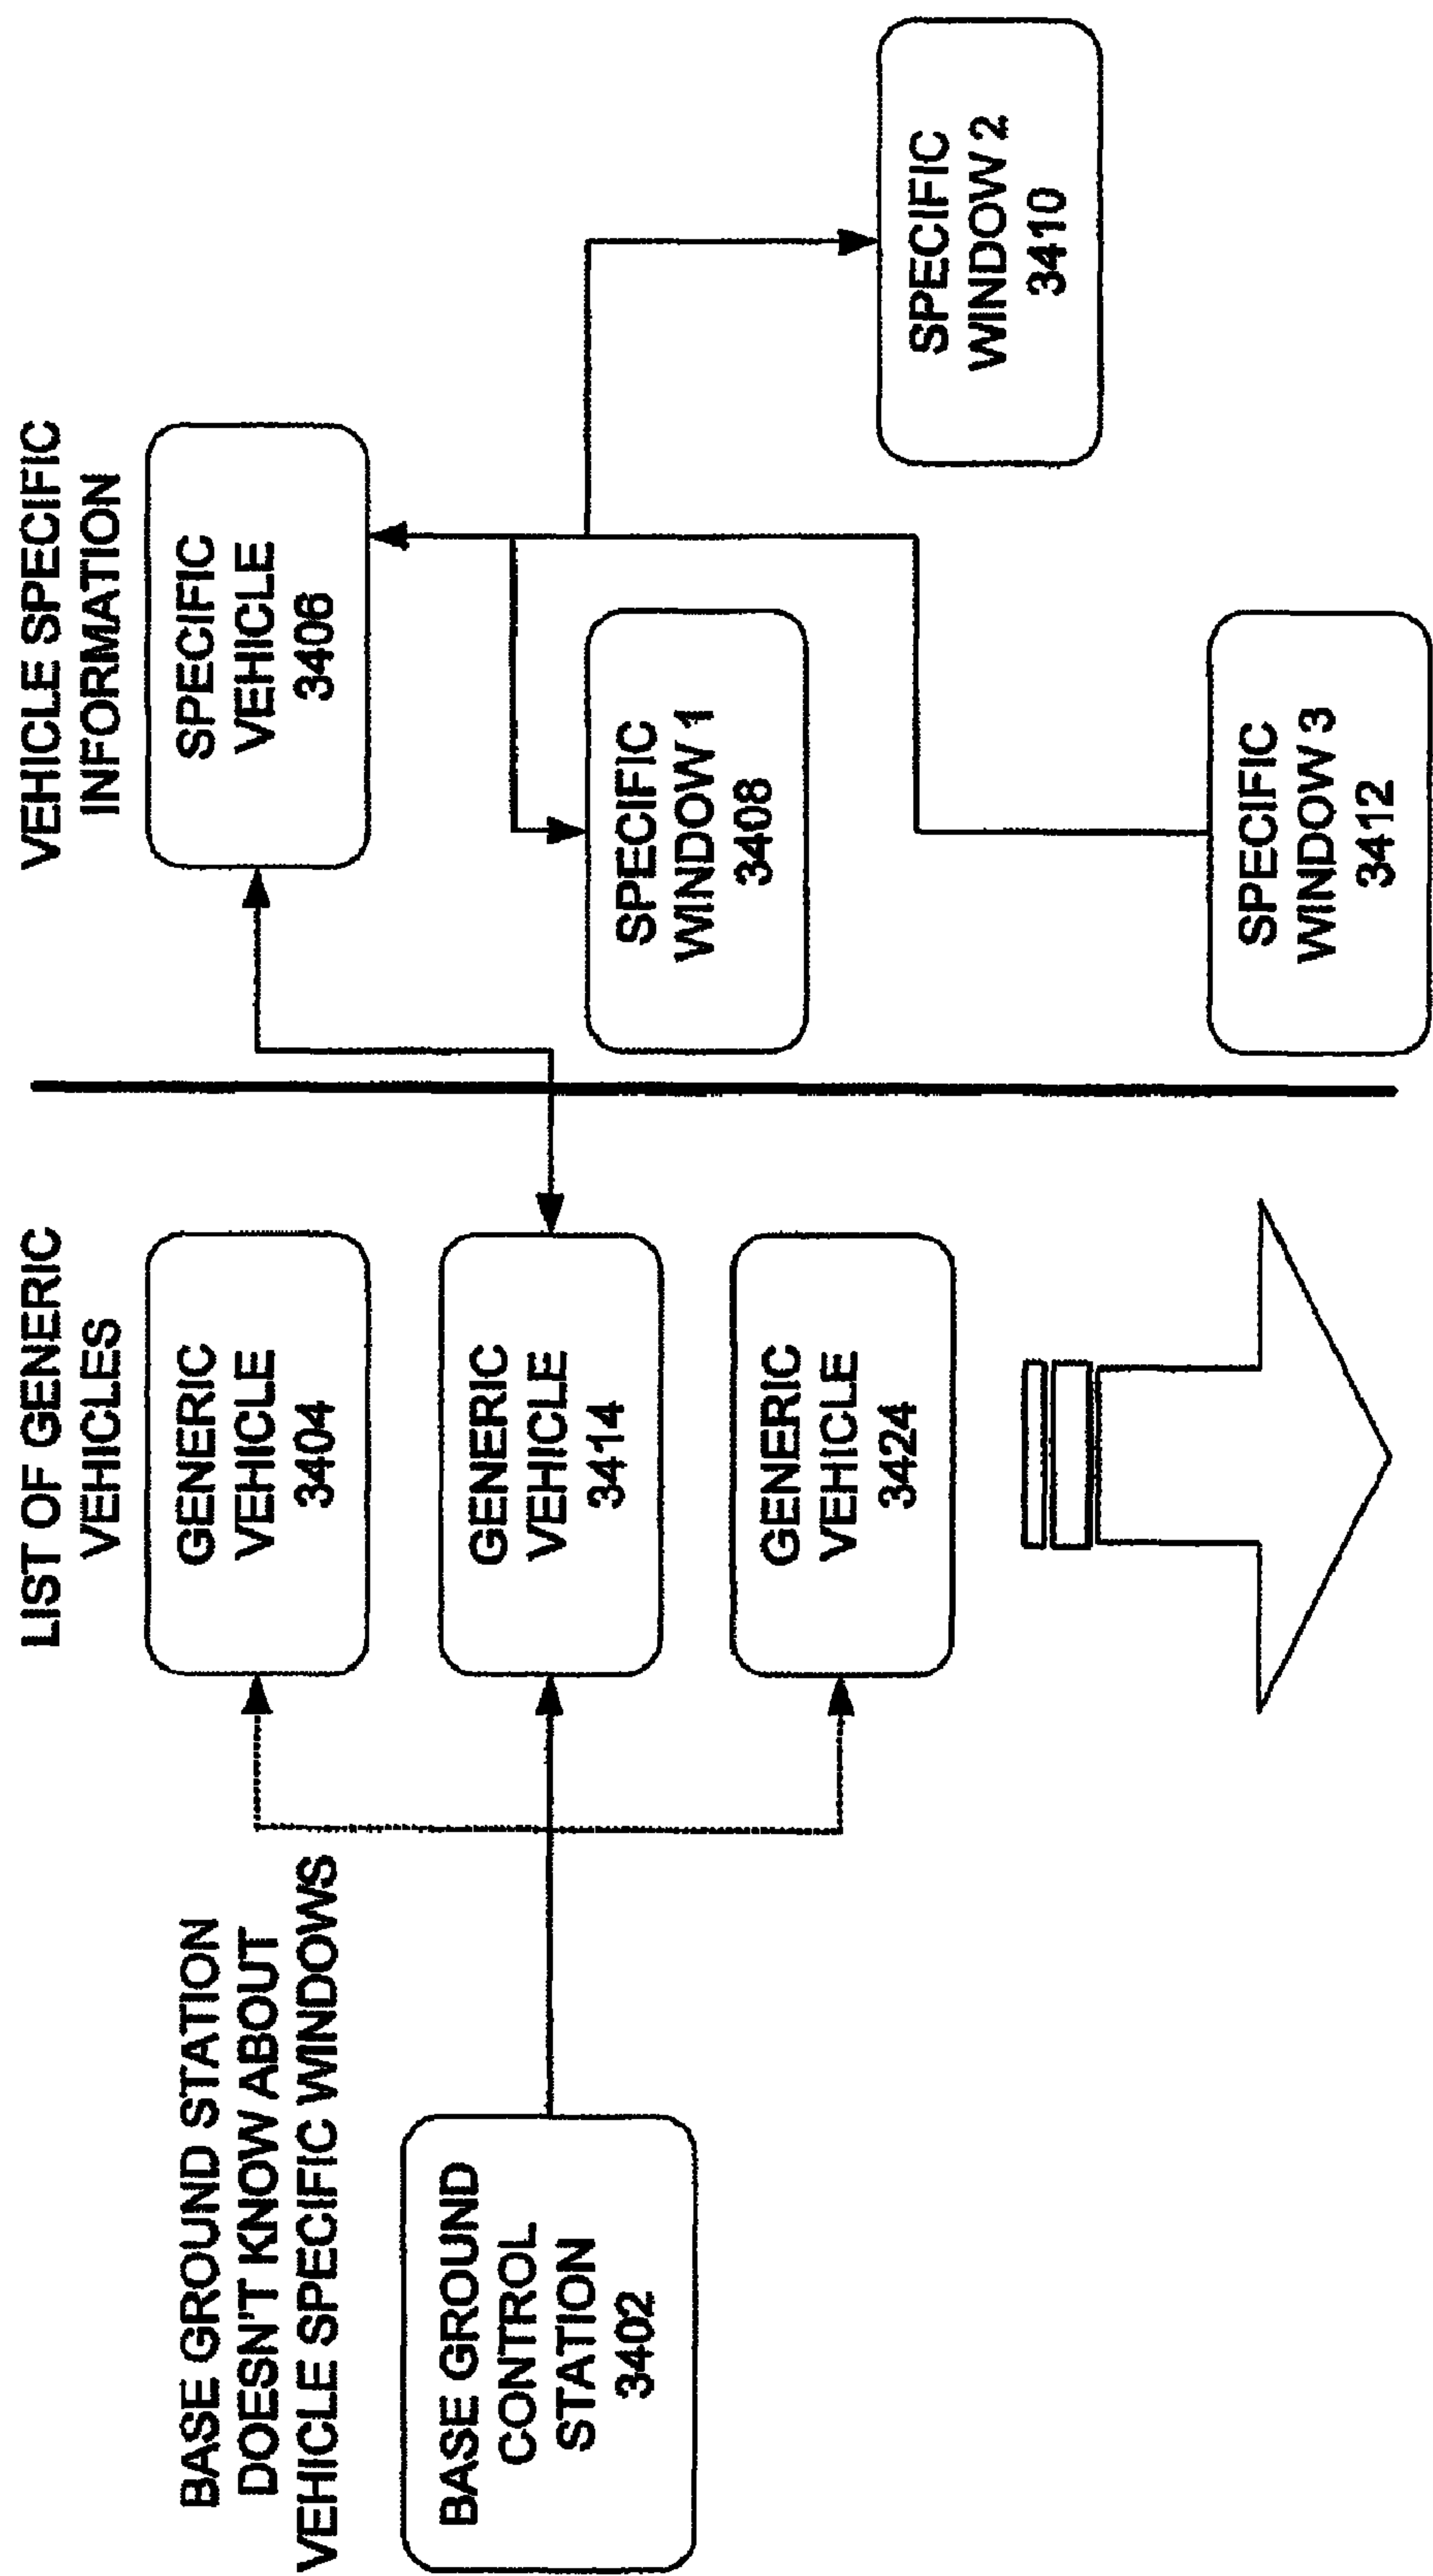 BASE GROUND STATION
DOESN'T KNOW ABOUT
VEHICLE SPECIFIC WINDOWS
BASE GROUND
CONTROL
STATION
3402
LIST OF GENERIC
VEHICLES
GENERIC
VEHICLE
3404
GENERIC
VEHICLE
3414
GENERIC
VEHICLE
3424
VEHICLE SPECIFIC
INFORMATION
SPECIFIC
VEHICLE
3406
SPECIFIC
WINDOW 1
3408
SPECIFIC
WINDOW 2
3410
SPECIFIC
WINDOW 3
3412